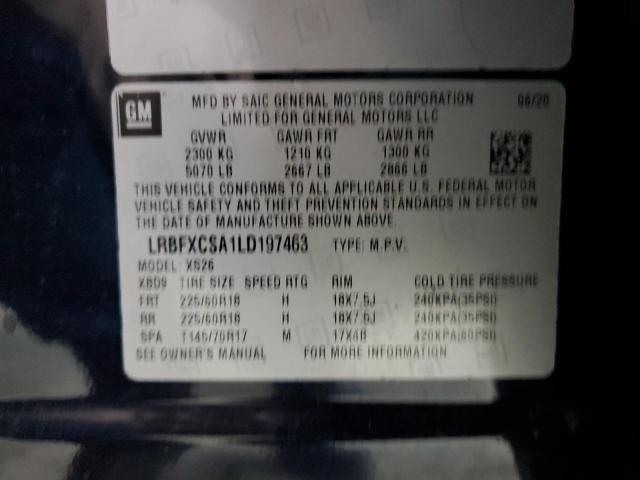 GM
MFD BY SAIC GENERAL MOTORS CORPORATION 06/20
LIMITED FOR GENERAL MOTORS LLC
GVWR GAWR FRT GAWR RR
2300 KG 1210 KG 1300 KG
5070 LB 2667 LB 2866 LB
THIS VEHICLE CONFORMS TO ALL APPLICABLE U.S. FEDERAL MOTOR
VEHICLE SAFETY AND THEFT PREVENTION STANDARDS IN EFFECT ON
THE DATE OF MANUFACTURE SHOWN ABOVE.
LRBFXCSA1LD197463 TYPE: M.P.V.
MODEL: XS26
XBD9 TIRE SIZE SPEED RTG RIM COLD TIRE PRESSURE
FRT 225/60R18 H 18X7.5J 240KPA(35PSI)
RR 225/60R18 H 18X7.5J 240KPA(35PSI)
SPA T145/70R17 M 17X4B 420KPA(60PSI)
SEE OWNER'S MANUAL FOR MORE INFORMATION